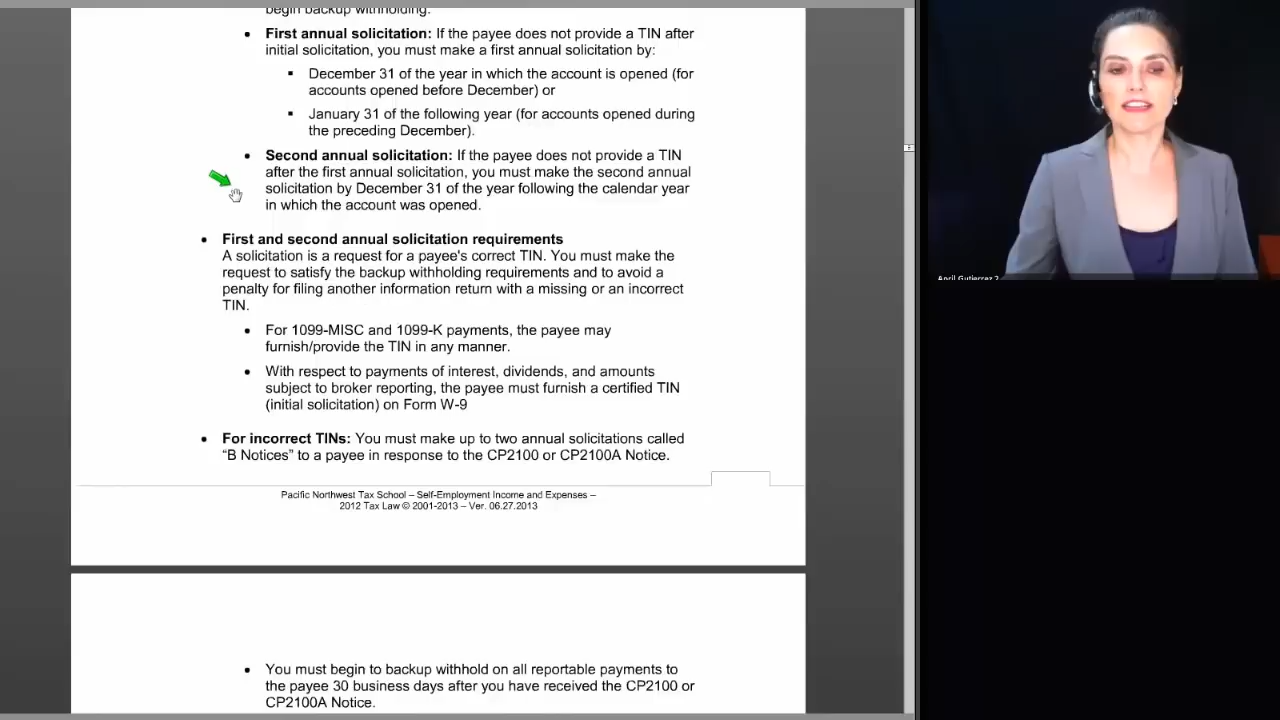 begin backup withholding.
• First annual solicitation: If the payee does not provide a TIN after
initial solicitation, you must make a first annual solicitation by:
▪ December 31 of the year in which the account is opened (for
accounts opened before December) or
▪ January 31 of the following year (for accounts opened during
the preceding December).
• Second annual solicitation: If the payee does not provide a TIN
after the first annual solicitation, you must make the second annual
solicitation by December 31 of the year following the calendar year
in which the account was opened.
• First and second annual solicitation requirements
A solicitation is a request for a payee's correct TIN. You must make the
request to satisfy the backup withholding requirements and to avoid a
penalty for filing another information return with a missing or an incorrect
TIN.
• For 1099-MISC and 1099-K payments, the payee may
furnish/provide the TIN in any manner.
• With respect to payments of interest, dividends, and amounts
subject to broker reporting, the payee must furnish a certified TIN
(initial solicitation) on Form W-9
• For incorrect TINs: You must make up to two annual solicitations called
“B Notices” to a payee in response to the CP2100 or CP2100A Notice.
Pacific Northwest Tax School – Self-Employment Income and Expenses –
2012 Tax Law © 2001-2013 – Ver. 06.27.2013
• You must begin to backup withhold on all reportable payments to
the payee 30 business days after you have received the CP2100 or
CP2100A Notice.
April Gutierrez 2